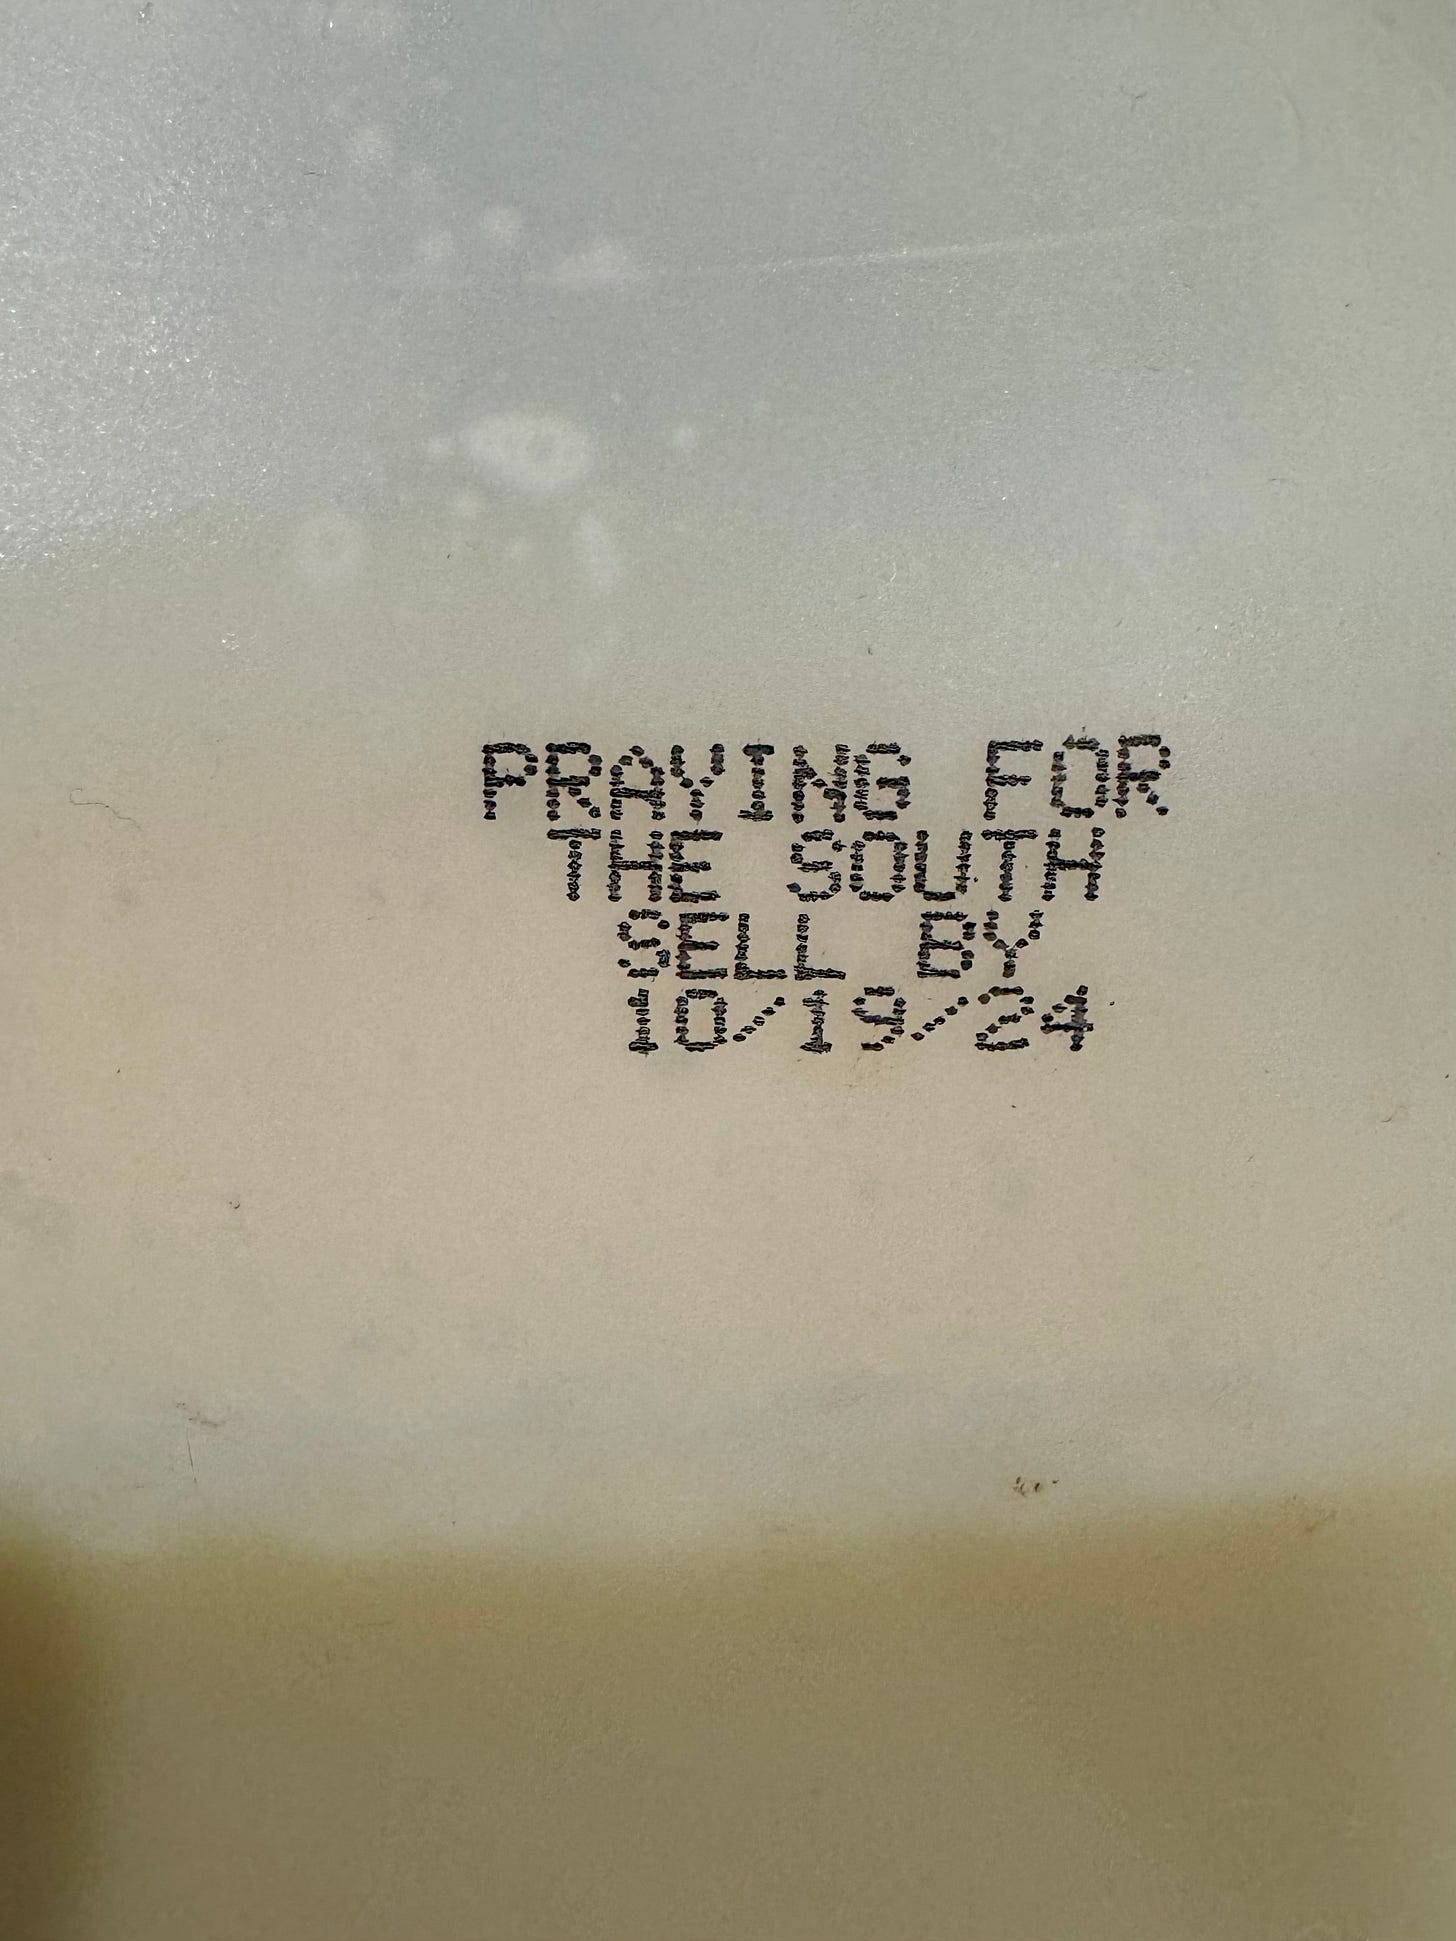 PRAYING FOR
THE SOUTH
SELL BY
10/19/24